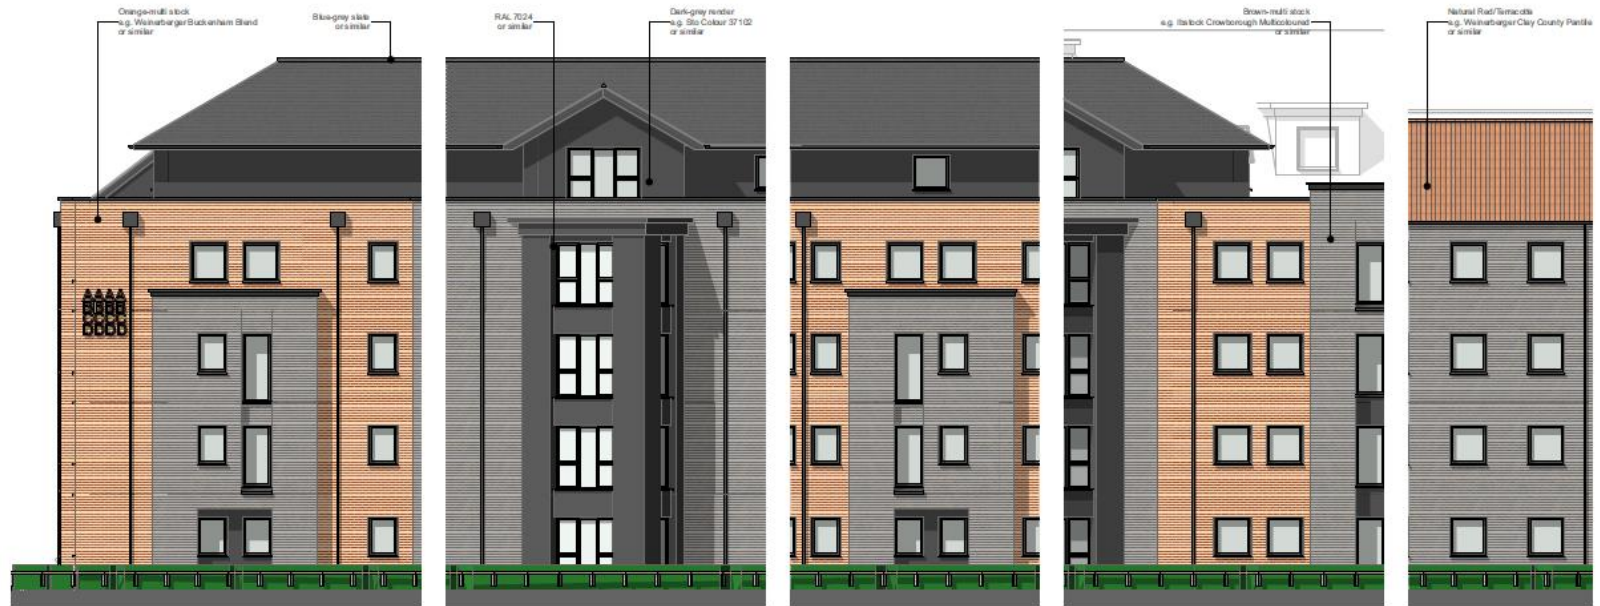 Orange-multi stock
e.g. Weinerberger Buckenham Blend
or similar
Blue-grey slate
or similar
RAL 7024
or similar
Dark-grey render
e.g. Sto Colour 37102
or similar
Brown-multi stock
e.g. Ibstock Crowborough Multicoloured
or similar
Natural Red/Terracotta
e.g. Weinerberger Clay County Pantile
or similar